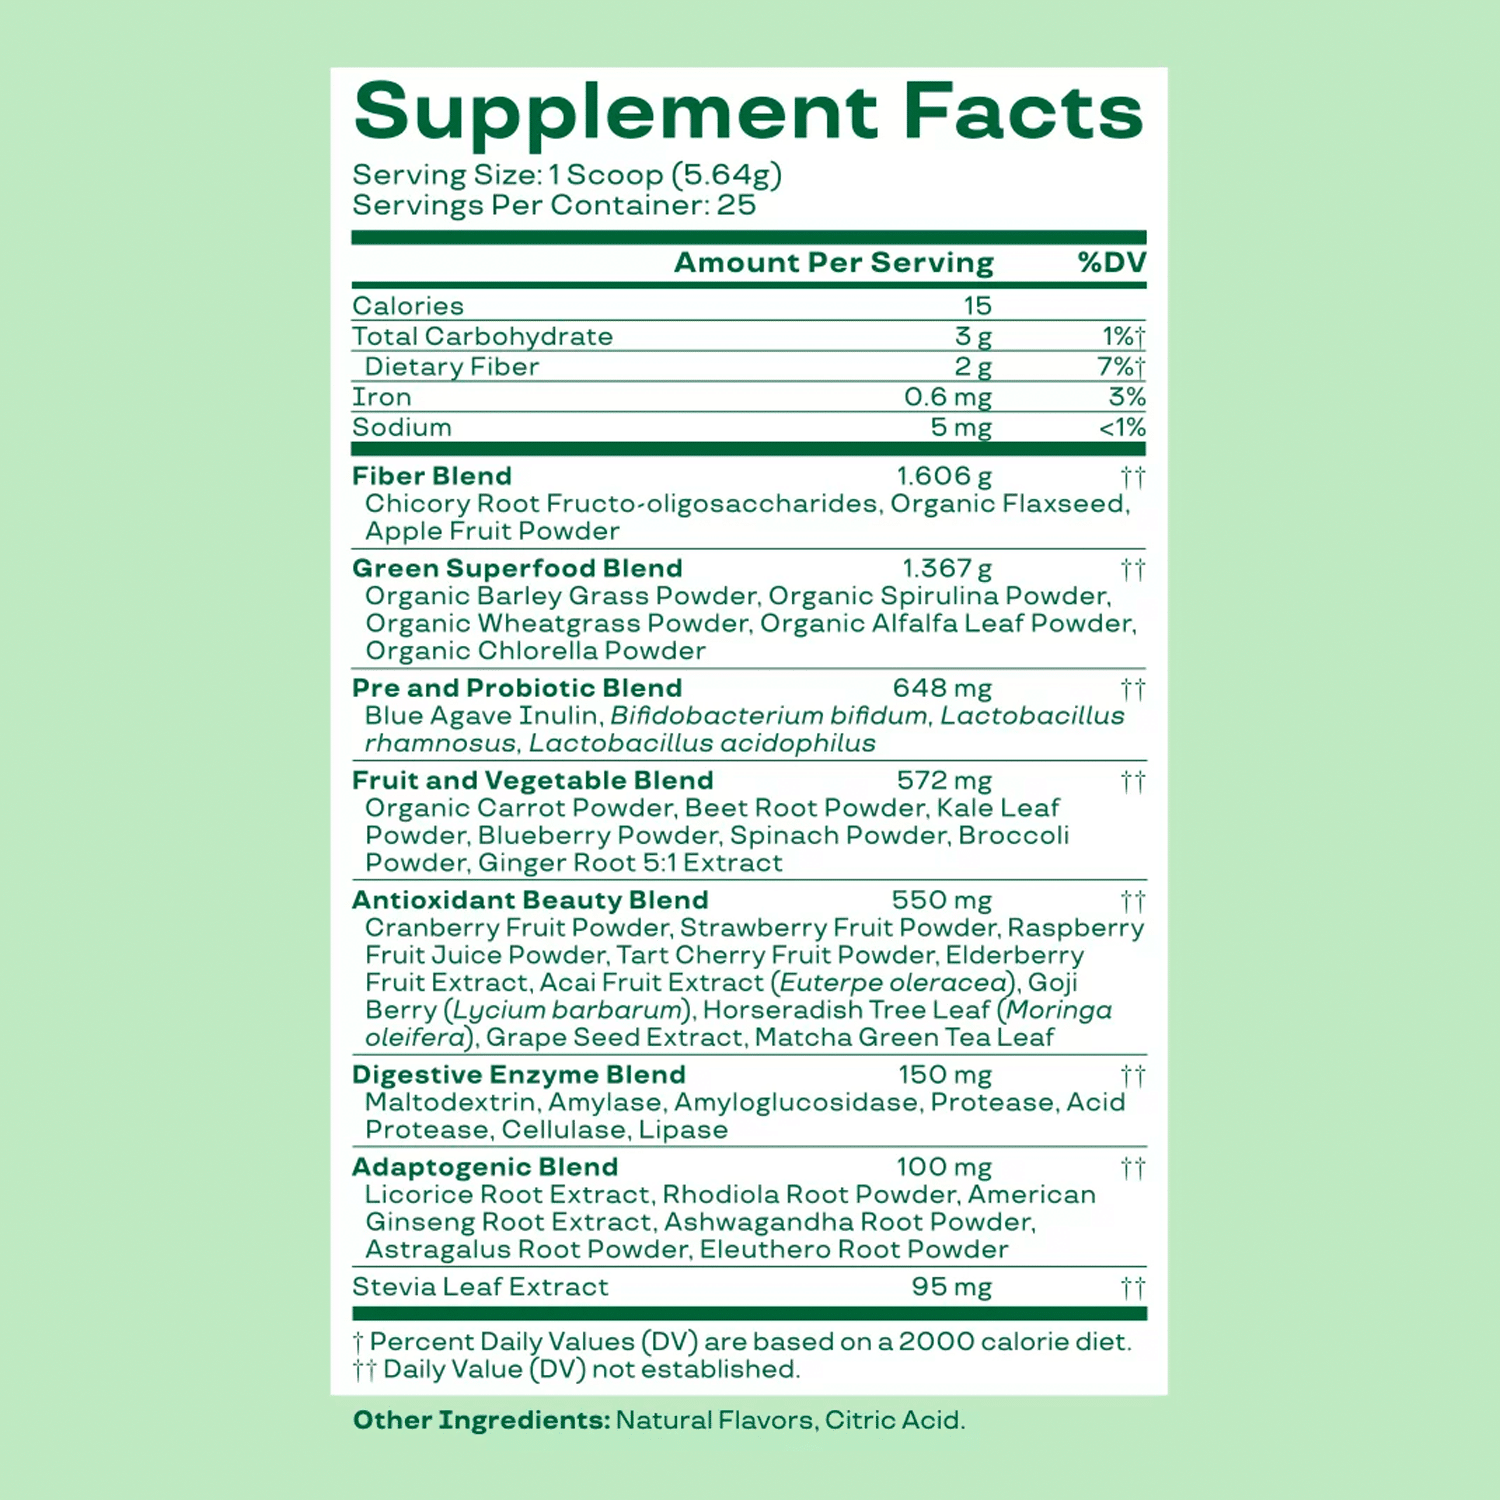 Supplement Facts
Serving Size: 1 Scoop (5.64g)
Servings Per Container: 25
Amount Per Serving %DV
Calories 15
Total Carbohydrate 3 g 1%†
Dietary Fiber 2 g 7%†
Iron 0.6 mg 3%
Sodium 5 mg <1%
Fiber Blend 1.606 g ††
Chicory Root Fructo-oligosaccharides, Organic Flaxseed,
Apple Fruit Powder
Green Superfood Blend 1.367 g ††
Organic Barley Grass Powder, Organic Spirulina Powder,
Organic Wheatgrass Powder, Organic Alfalfa Leaf Powder,
Organic Chlorella Powder
Pre and Probiotic Blend 648 mg ††
Blue Agave Inulin, Bifidobacterium bifidum, Lactobacillus
rhamnosus, Lactobacillus acidophilus
Fruit and Vegetable Blend 572 mg ††
Organic Carrot Powder, Beet Root Powder, Kale Leaf
Powder, Blueberry Powder, Spinach Powder, Broccoli
Powder, Ginger Root 5:1 Extract
Antioxidant Beauty Blend 550 mg ††
Cranberry Fruit Powder, Strawberry Fruit Powder, Raspberry
Fruit Juice Powder, Tart Cherry Fruit Powder, Elderberry
Fruit Extract, Acai Fruit Extract (Euterpe oleracea), Goji
Berry (Lycium barbarum), Horseradish Tree Leaf (Moringa
oleifera), Grape Seed Extract, Matcha Green Tea Leaf
Digestive Enzyme Blend 150 mg ††
Maltodextrin, Amylase, Amyloglucosidase, Protease, Acid
Protease, Cellulase, Lipase
Adaptogenic Blend 100 mg ††
Licorice Root Extract, Rhodiola Root Powder, American
Ginseng Root Extract, Ashwagandha Root Powder,
Astragalus Root Powder, Eleuthero Root Powder
Stevia Leaf Extract 95 mg ††
† Percent Daily Values (DV) are based on a 2000 calorie diet.
†† Daily Value (DV) not established.
Other Ingredients: Natural Flavors, Citric Acid.